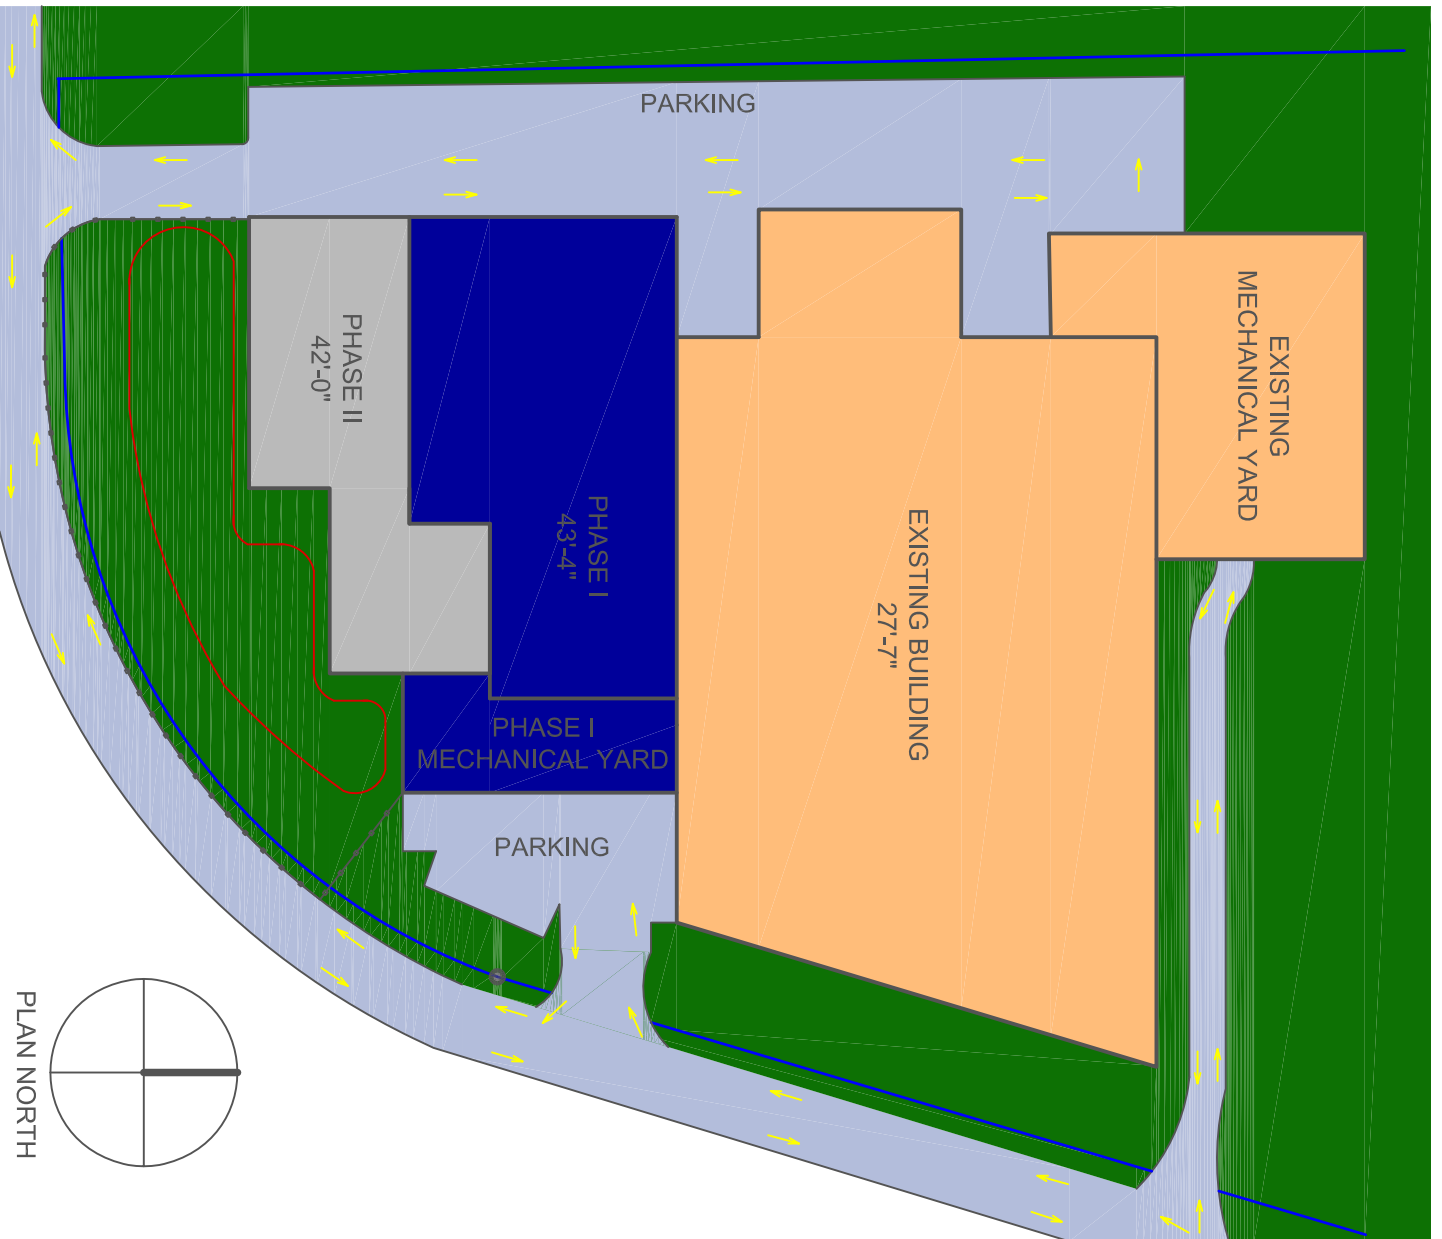 PARKING
PHASE II
42'-0"
PHASE I
43'-4"
EXISTING
MECHANICAL YARD
EXISTING BUILDING
27'-7"
PHASE I
MECHANICAL YARD
PARKING
PLAN NORTH